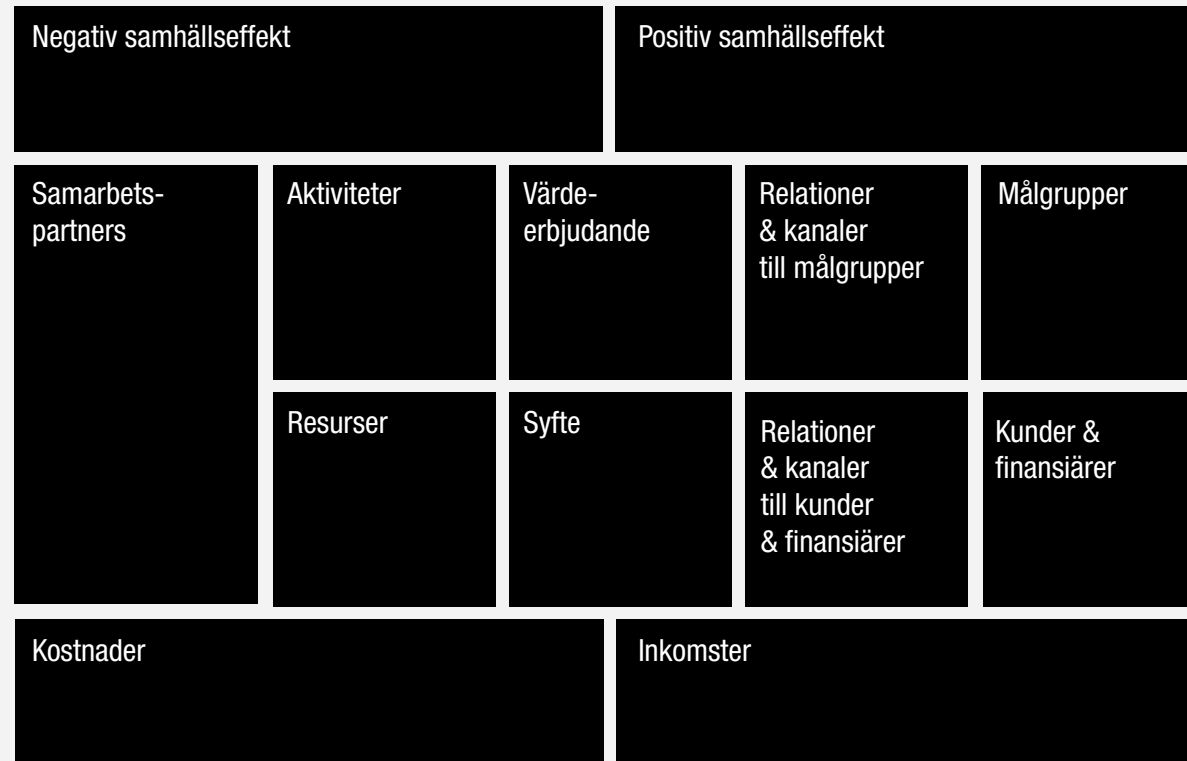 Negativ samhällseffekt
Positiv samhällseffekt
Samarbets-
partners
Aktiviteter
Värde-
erbjudande
Relationer
& kanaler
till målgrupper
Målgrupper
Resurser
Syfte
Relationer
& kanaler
till kunder
& finansiärer
Kunder &
finansiärer
Kostnader
Inkomster